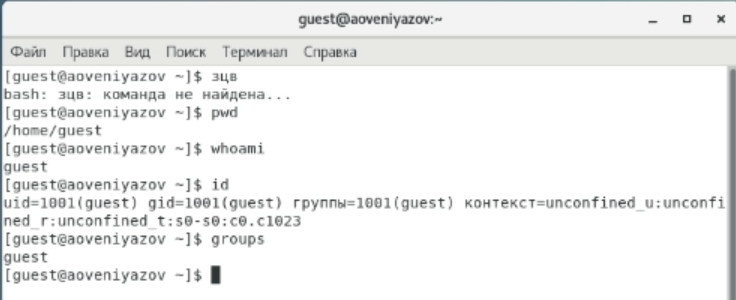 guest@aoveniyazov:~
Файл Правка Вид Поиск Терминал Справка
[guest@aoveniyazov ~]$ зцв
bash: зцв: команда не найдена...
[guest@aoveniyazov ~]$ pwd
/home/guest
[guest@aoveniyazov ~]$ whoami
guest
[guest@aoveniyazov ~]$ id
uid=1001(guest) gid=1001(guest) группы=1001(guest) контекст=unconfined_u:unconfi
ned_r:unconfined_t:s0-s0:c0.c1023
[guest@aoveniyazov ~]$ groups
guest
[guest@aoveniyazov ~]$